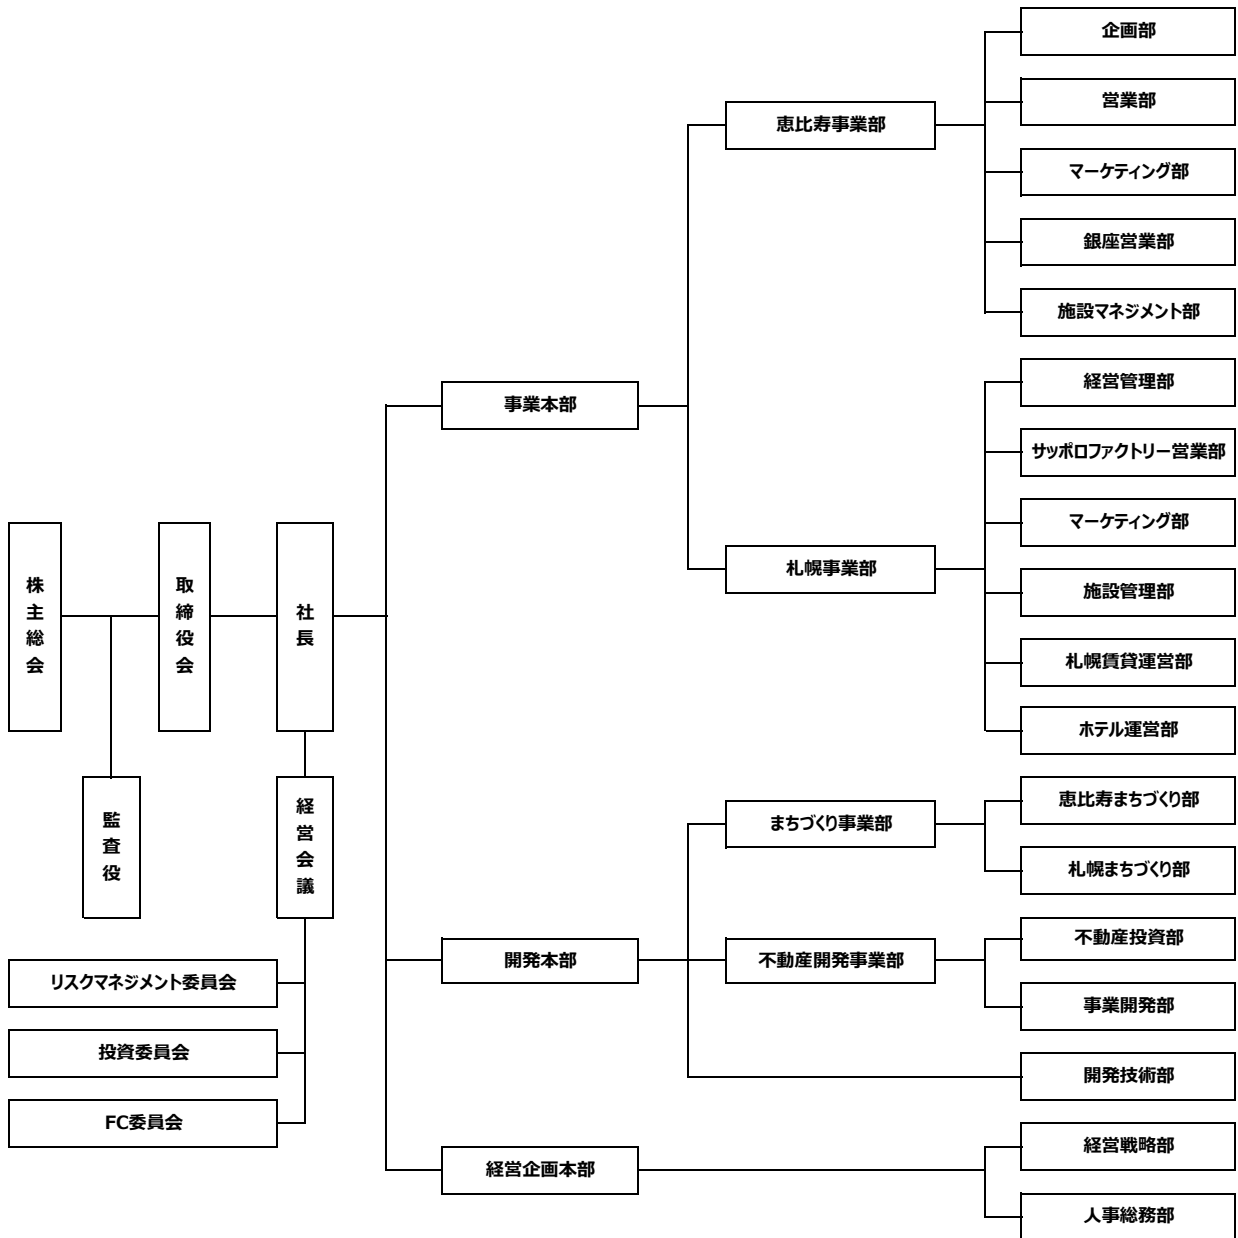 株主総会
監査役
取締役会
社長
経営会議
リスクマネジメント委員会
投資委員会
FC委員会
事業本部
恵比寿事業部
企画部
営業部
マーケティング部
銀座営業部
施設マネジメント部
札幌事業部
経営管理部
サッポロファクトリー営業部
マーケティング部
施設管理部
札幌賃貸運営部
ホテル運営部
開発本部
まちづくり事業部
恵比寿まちづくり部
札幌まちづくり部
不動産開発事業部
不動産投資部
事業開発部
開発技術部
経営企画本部
経営戦略部
人事総務部